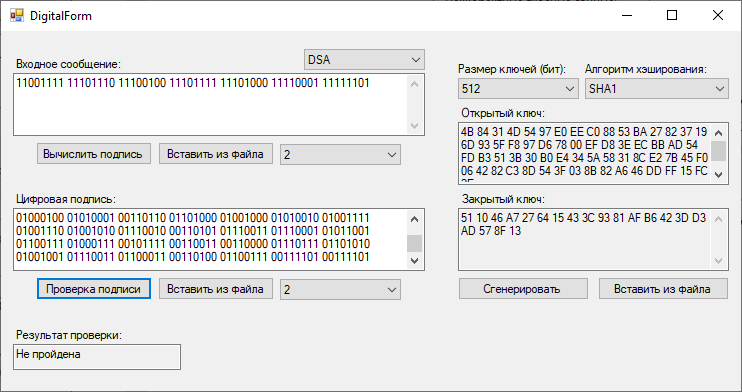 DigitalForm
Входное сообщение:
DSA
11001111 11101110 11100100 11101111 11101000 11110001 11111101
Вычислить подпись
Вставить из файла
2
Цифровая подпись:
01000100 01010001 00110110 01101000 01001000 01010010 01001111
01001110 01001010 01110010 00110101 01110011 01110001 01011001
01100111 01000111 00101111 00110011 00110000 01110111 01101010
01001001 01110011 01110001 00110100 01100111 00111101 00111101
Проверка подписи
Вставить из файла
2
Результат проверки:
Не пройдена
Размер ключей (бит):
Алгоритм хэширования:
512
SHA1
Открытый ключ:
4B 84 31 4D 54 97 E0 EE C0 88 53 BA 27 82 37 19
6D 93 5F F8 97 D6 78 00 EF D8 3E EC BB AD 54
FD B3 51 3B 30 B0 E4 34 5A 58 31 8C E2 7B 45 F0
06 42 82 C3 8D 54 3F 03 8B 82 A6 46 DD FF 15 FC
Закрытый ключ:
51 10 46 A7 27 64 15 43 3C 93 81 AF B6 42 3D D3
AD 57 8F 13
Сгенерировать
Вставить из файла